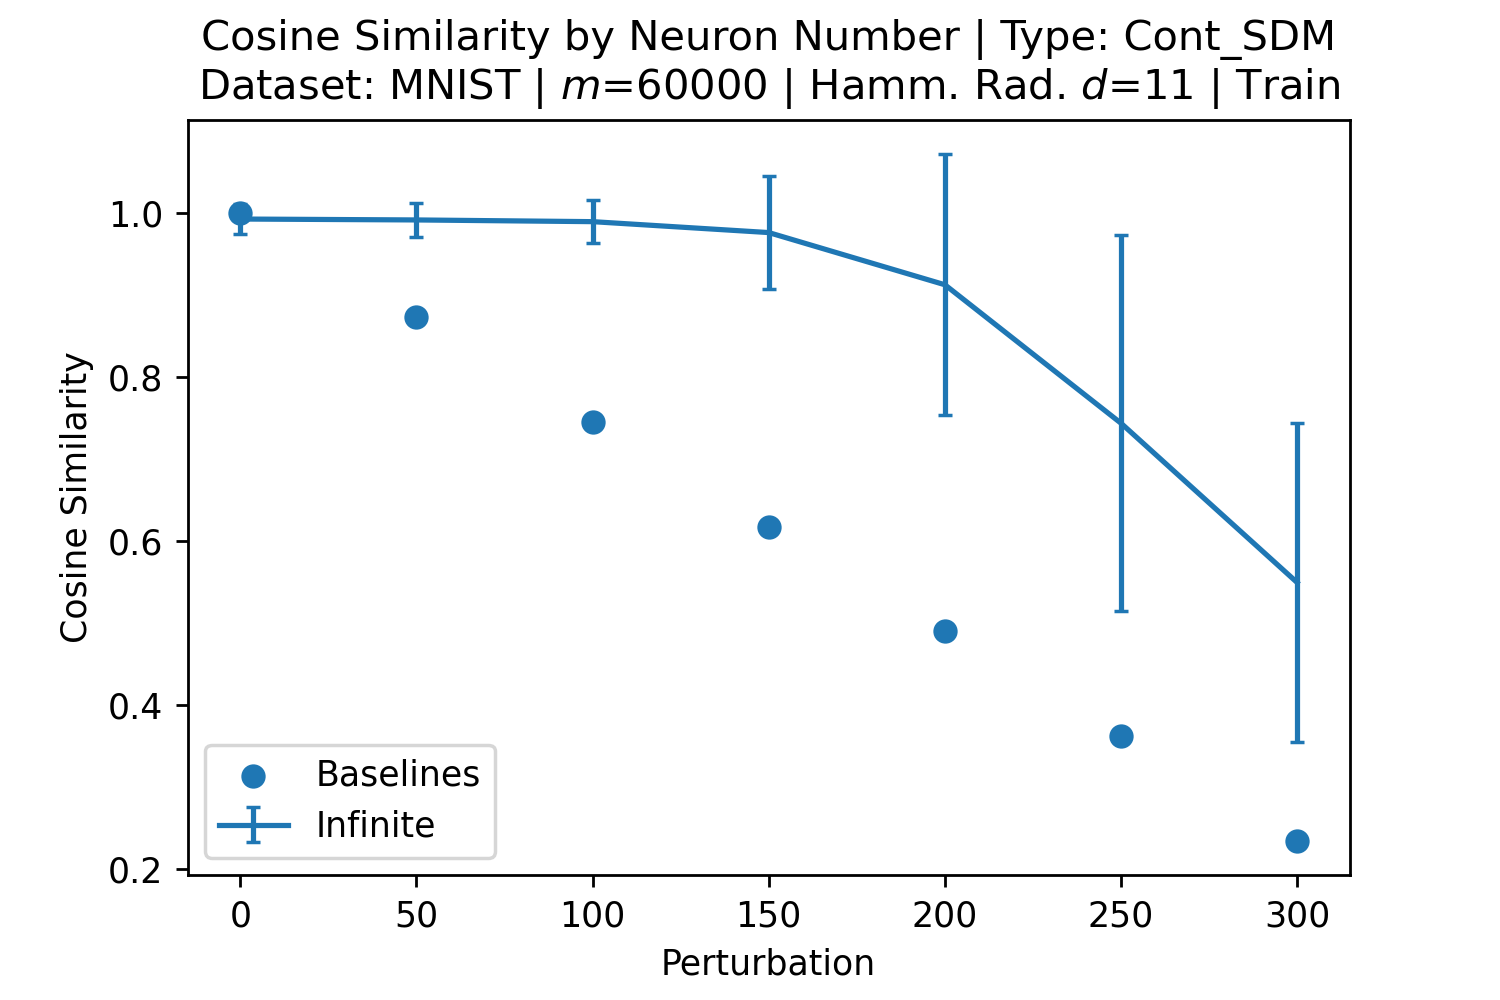 Cosine Similarity by Neuron Number | Type: Cont_SDM
Dataset: MNIST | m=60000 | Hamm. Rad. d=11 | Train
Cosine Similarity
1.0
0.8
0.6
0.4
0.2
Baselines
Infinite
0 50 100 150 200 250 300
Perturbation